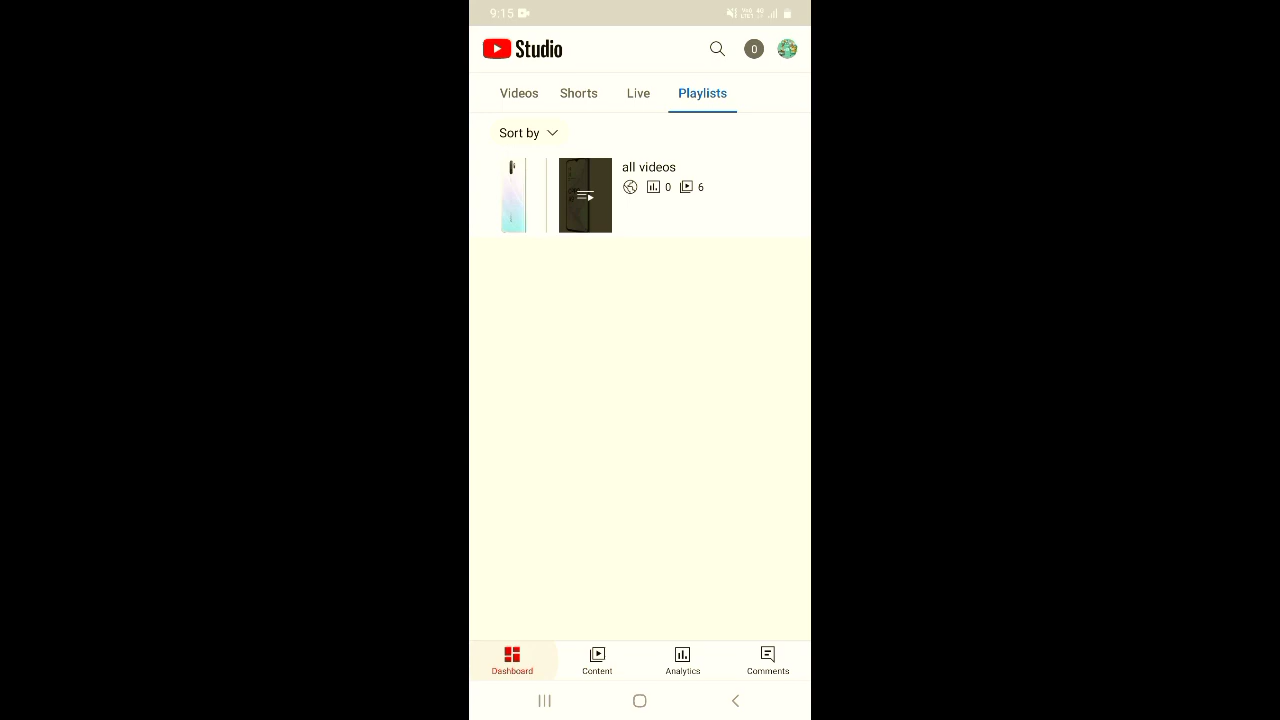 9:15
Studio
0
Videos Shorts Live Playlists
Sort by
all videos
0 6
Dashboard Content Analytics Comments